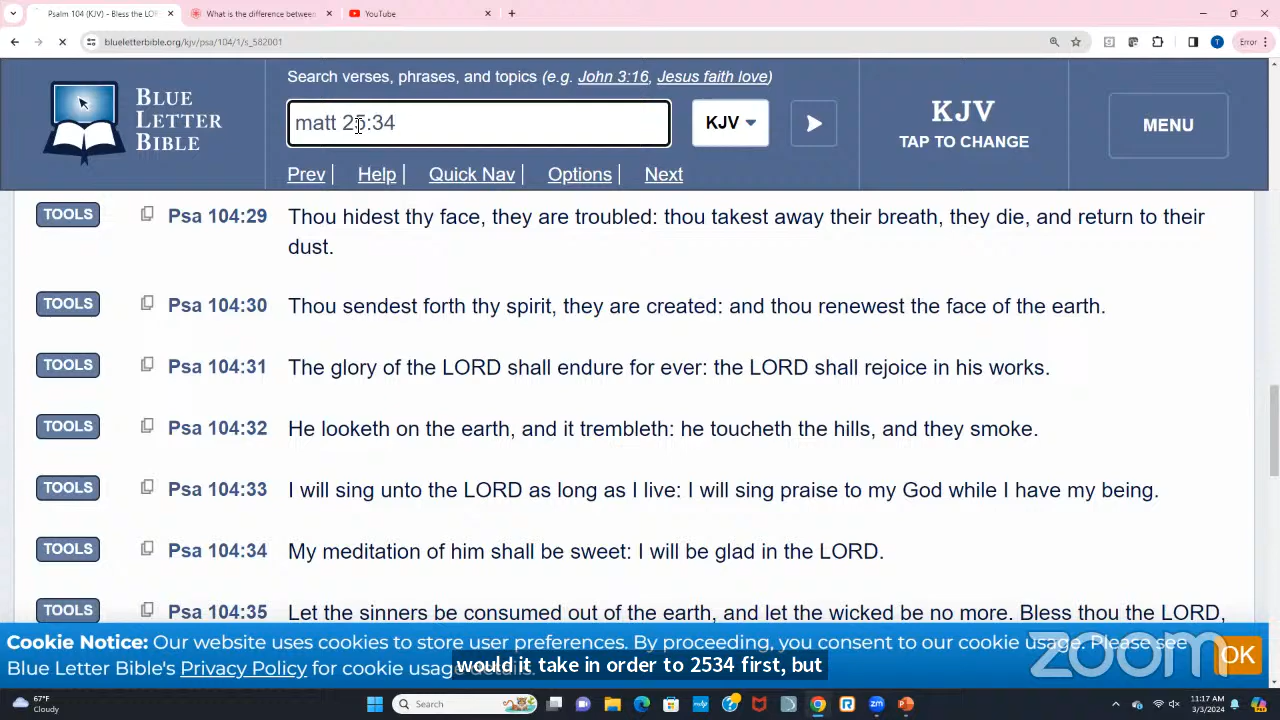 Psalm 104 (KJV) - Bless the LO
What is the difference between
YouTube
blueletterbible.org/kjv/psa/104/1/s_582001
Error
BLUE
LETTER
BIBLE
Search verses, phrases, and topics (e.g. John 3:16, Jesus faith love)
matt 25:34
KJV
KJV
TAP TO CHANGE
MENU
Prev | Help | Quick Nav | Options | Next
TOOLS Psa 104:29 Thou hidest thy face, they are troubled: thou takest away their breath, they die, and return to their
dust.
TOOLS Psa 104:30 Thou sendest forth thy spirit, they are created: and thou renewest the face of the earth.
TOOLS Psa 104:31 The glory of the LORD shall endure for ever: the LORD shall rejoice in his works.
TOOLS Psa 104:32 He looketh on the earth, and it trembleth: he toucheth the hills, and they smoke.
TOOLS Psa 104:33 I will sing unto the LORD as long as I live: I will sing praise to my God while I have my being.
TOOLS Psa 104:34 My meditation of him shall be sweet: I will be glad in the LORD.
TOOLS Psa 104:35 Let the sinners be consumed out of the earth, and let the wicked be no more. Bless thou the LORD,
Cookie Notice: Our website uses cookies to store user preferences. By proceeding, you consent to our cookie usage. Please see
Blue Letter Bible's Privacy Policy for cookie usage details.
OK
would it take in order to 2534 first, but
zoom
67°F
Cloudy
Search
11:17 AM
3/3/2024